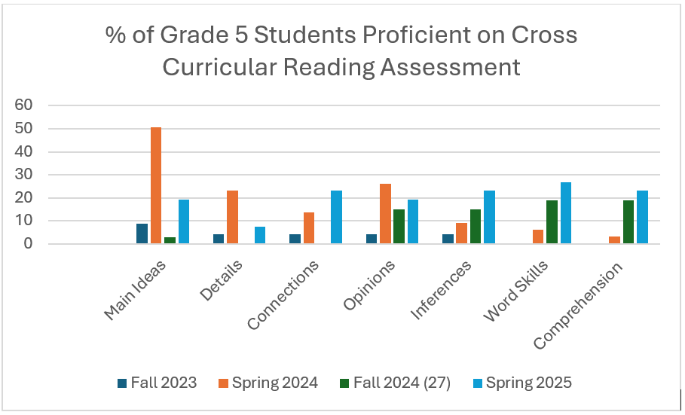 % of Grade 5 Students Proficient on Cross
Curricular Reading Assessment
60
50
40
30
20
10
0
Main Ideas
Details
Connections
Opinions
Inferences
Word Skills
Comprehension
Fall 2023
Spring 2024
Fall 2024 (27)
Spring 2025